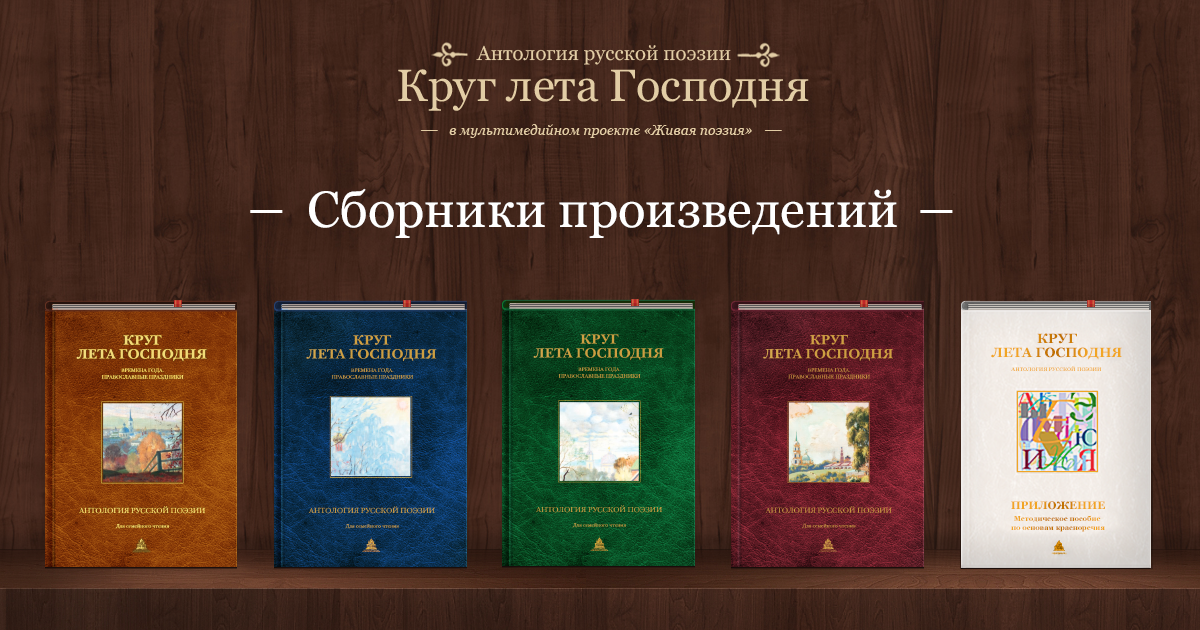 Антология русской поэзии
Круг лета Господня
в мультимедийном проекте «Живая поэзия»
— Сборники произведений —
КРУГ
ЛЕТА ГОСПОДНЯ
ВРЕМЕНА ГОДА.
ПРАВОСЛАВНЫЕ ПРАЗДНИКИ
АНТОЛОГИЯ РУССКОЙ ПОЭЗИИ
Для семейного чтения
КРУГ
ЛЕТА ГОСПОДНЯ
ВРЕМЕНА ГОДА.
ПРАВОСЛАВНЫЕ ПРАЗДНИКИ
АНТОЛОГИЯ РУССКОЙ ПОЭЗИИ
Для семейного чтения
КРУГ
ЛЕТА ГОСПОДНЯ
ВРЕМЕНА ГОДА.
ПРАВОСЛАВНЫЕ ПРАЗДНИКИ
АНТОЛОГИЯ РУССКОЙ ПОЭЗИИ
Для семейного чтения
КРУГ
ЛЕТА ГОСПОДНЯ
ВРЕМЕНА ГОДА.
ПРАВОСЛАВНЫЕ ПРАЗДНИКИ
АНТОЛОГИЯ РУССКОЙ ПОЭЗИИ
Для семейного чтения
КРУГ
ЛЕТА ГОСПОДНЯ
АНТОЛОГИЯ РУССКОЙ ПОЭЗИИ
ПРИЛОЖЕНИЕ
Методическое пособие
по основам красноречия